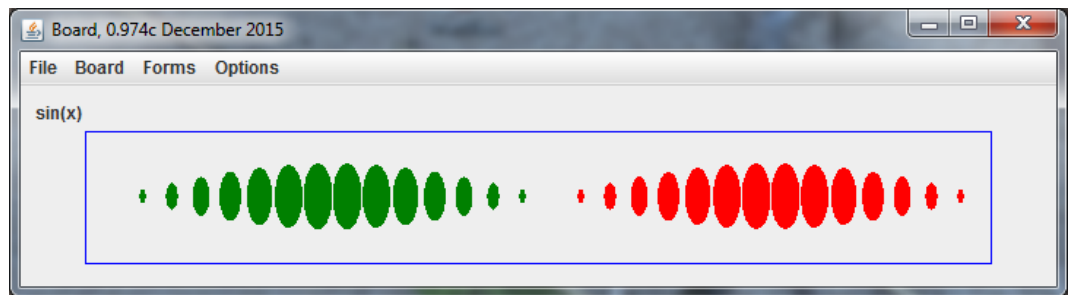 Board, 0.974c December 2015
File Board Forms Options
sin(x)